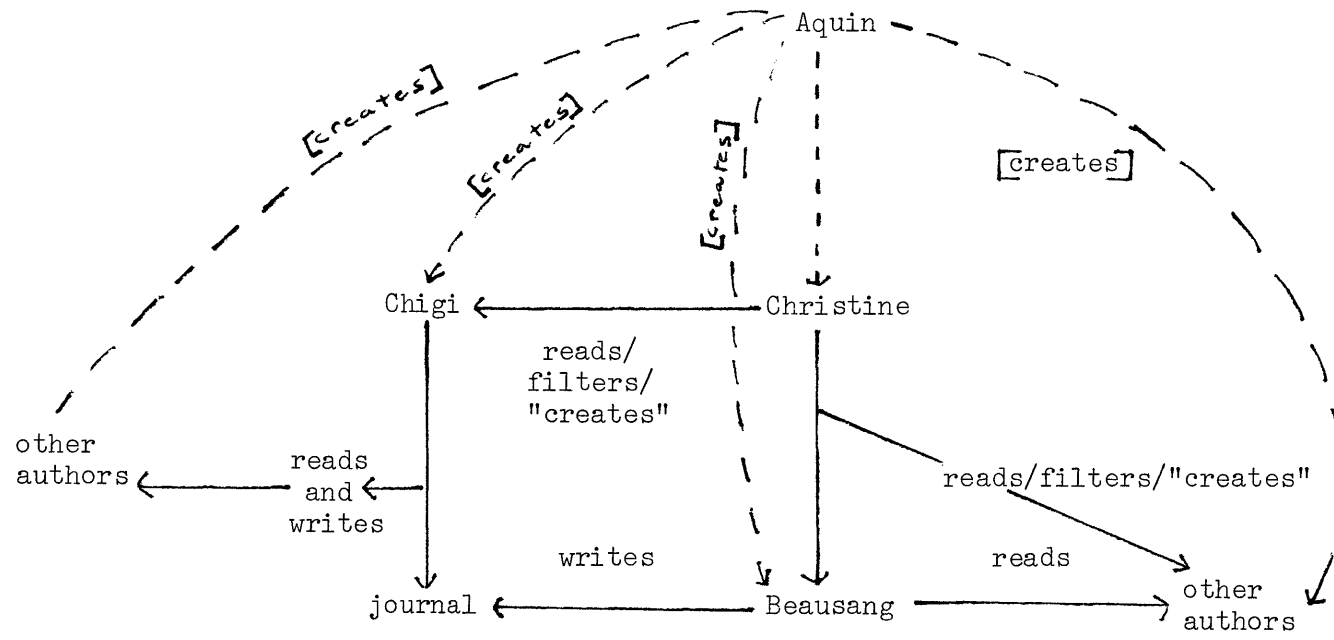 Aquin
[creates]
[creates]
[creates]
[creates]
Chigi
Christine
reads/
filters/
"creates"
other
authors
reads
and
writes
reads/filters/"creates"
writes
reads
journal
Beausang
other
authors